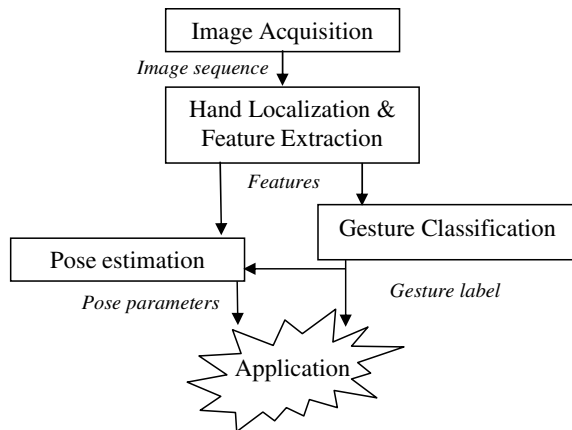 Image Acquisition
Image sequence
Hand Localization &
Feature Extraction
Features
Gesture Classification
Pose estimation
Pose parameters
Gesture label
Application